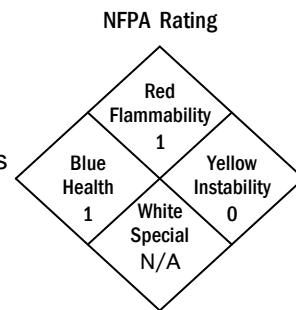 NFPA Rating
Red
Flammability
1
Blue
Health
1
Yellow
Instability
0
White
Special
N/A
s